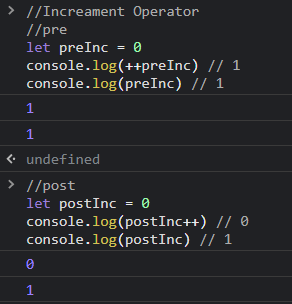 //Increament Operator
//pre
let preInc = 0
console.log(++preInc) // 1
console.log(preInc) // 1
1
1
undefined
//post
let postInc = 0
console.log(postInc++) // 0
console.log(postInc) // 1
0
1